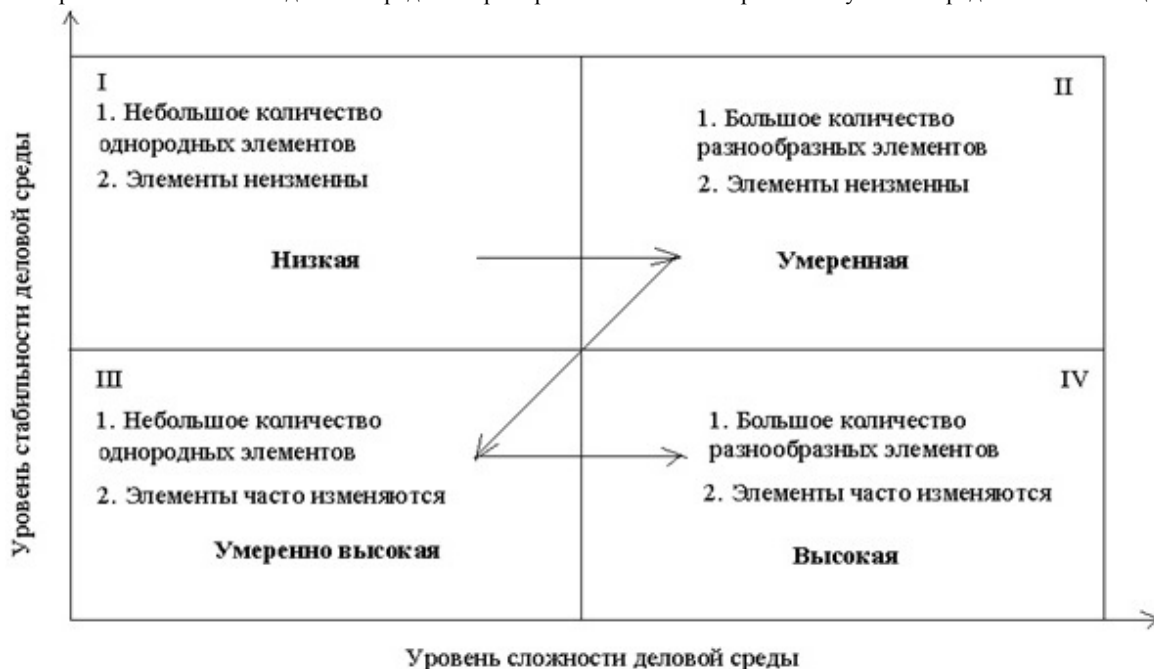 Уровень стабильности деловой среды
I
1. Небольшое количество
однородных элементов
2. Элементы неизменны
Низкая
II
1. Большое количество
разнообразных элементов
2. Элементы неизменны
Умеренная
III
1. Небольшое количество
однородных элементов
2. Элементы часто изменяются
Умеренно высокая
IV
1. Большое количество
разнообразных элементов
2. Элементы часто изменяются
Высокая
Уровень сложности деловой среды